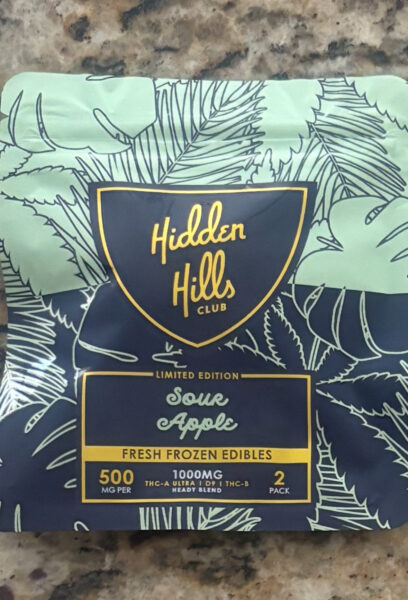 Hidden
Hills
CLUB
LIMITED EDITION
Sour
Apple
FRESH FROZEN EDIBLES
500
MG PER
1000MG
THC-A ULTRA | D9 | THC-B
HEADY BLEND
2
PACK